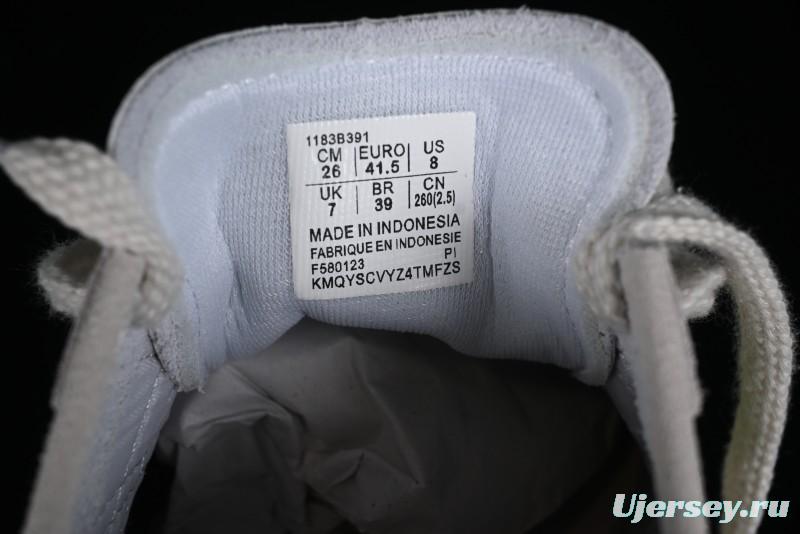 1183B391
CM EURO US
26 41.5 8
UK BR CN
7 39 260(2.5)
MADE IN INDONESIA
FABRIQUE EN INDONESIE
F580123 PI
KMQYSCVYZ4TMFZS
Ujersey.ru